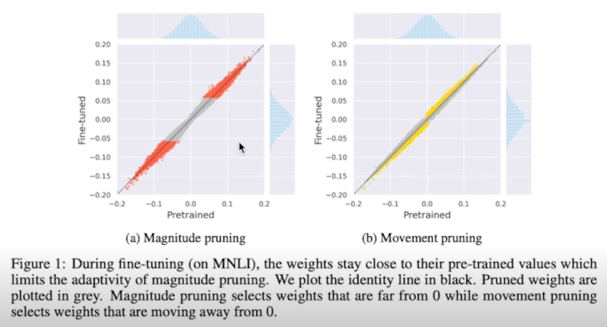 0.20
0.15
0.10
0.05
0.00
−0.05
−0.10
−0.15
−0.20
Fine-tuned
−0.2 −0.1 0.0 0.1 0.2
Pretrained
(a) Magnitude pruning
0.20
0.15
0.10
0.05
0.00
−0.05
−0.10
−0.15
−0.20
Fine-tuned
−0.2 −0.1 0.0 0.1 0.2
Pretrained
(b) Movement pruning
Figure 1: During fine-tuning (on MNLI), the weights stay close to their pre-trained values which
limits the adaptivity of magnitude pruning. We plot the identity line in black. Pruned weights are
plotted in grey. Magnitude pruning selects weights that are far from 0 while movement pruning
selects weights that are moving away from 0.